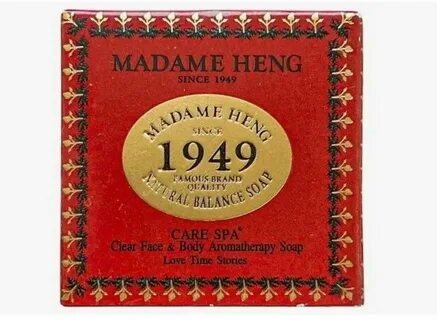 MADAME HENG
SINCE 1949
MADAME HENG
SINCE
1949
FAMOUS BRAND
QUALITY
NATURAL BALANCE SOAP
CARE SPA®
Clear Face & Body Aromatherapy Soap
Love Time Stories